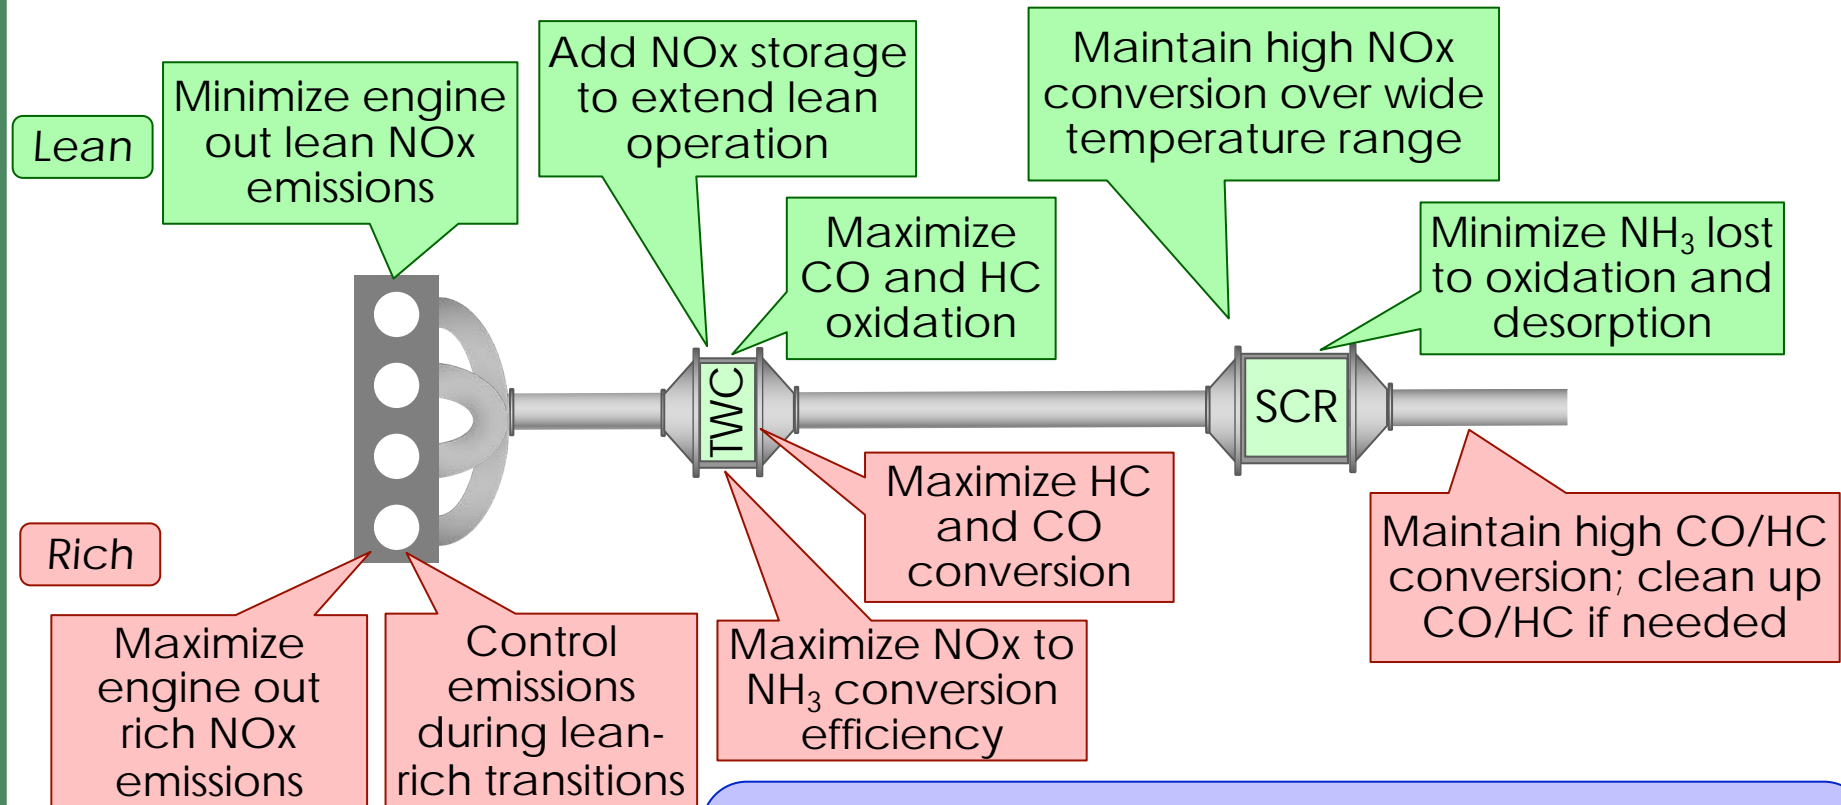 Lean
Minimize engine
out lean NOx
emissions
Add NOx storage
to extend lean
operation
Maximize
CO and HC
oxidation
Maintain high NOx
conversion over wide
temperature range
Minimize NH₃ lost
to oxidation and
desorption
TWC
SCR
Rich
Maximize
engine out
rich NOx
emissions
Control
emissions
during lean-
rich transitions
Maximize NOx to
NH₃ conversion
efficiency
Maximize HC
and CO
conversion
Maintain high CO/HC
conversion; clean up
CO/HC if needed